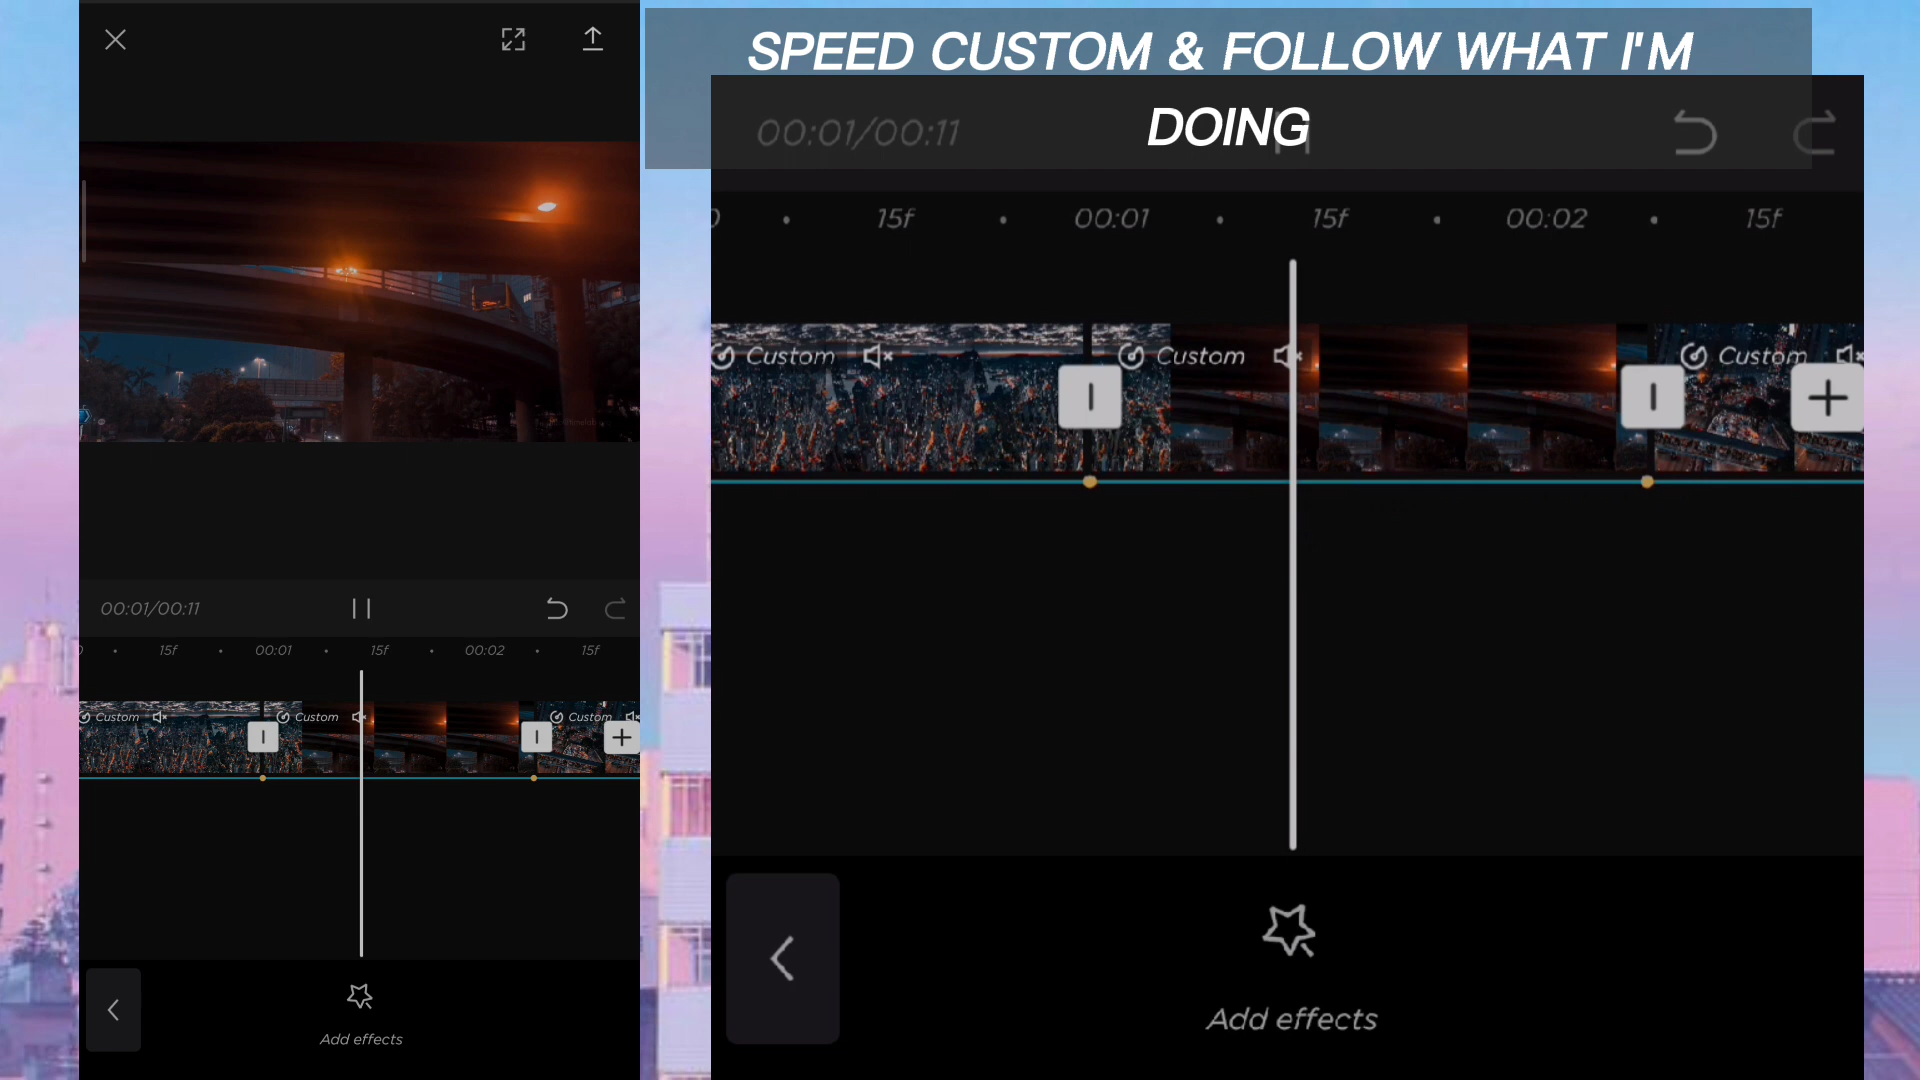 SPEED CUSTOM & FOLLOW WHAT I'M
DOING
00:01/00:11
15f 00:01 15f 00:02 15f
Custom Custom Custom
Add effects
00:01/00:11
15f 00:01 15f 00:02 15f
Custom Custom Custom
Add effects